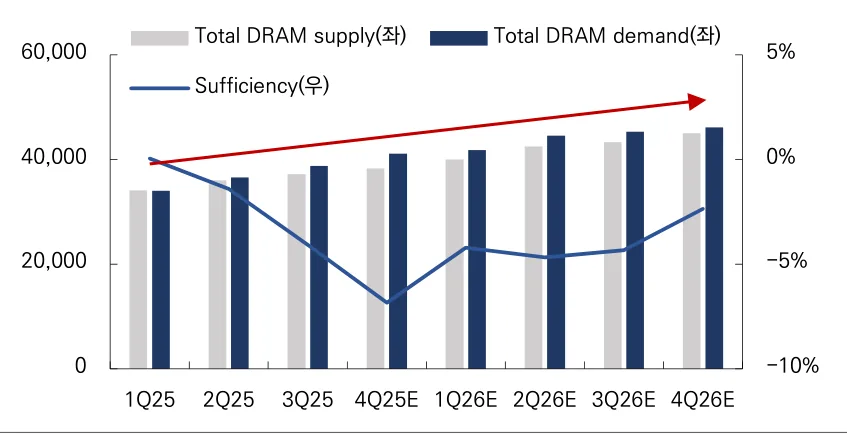 Total DRAM supply(좌) Total DRAM demand(좌)
Sufficiency(우)
60,000 5%
40,000 0%
20,000 -5%
0 -10%
1Q25 2Q25 3Q25 4Q25E 1Q26E 2Q26E 3Q26E 4Q26E